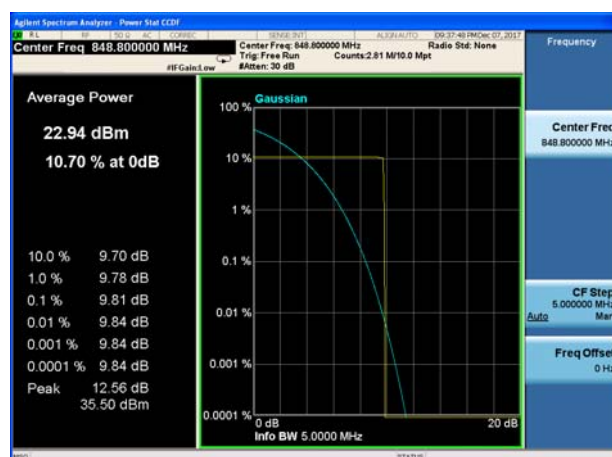 Agilent Spectrum Analyzer - Power Stat CCDF
RL RF 50 Ω AC CORREC SENSE:INT ALIGN AUTO 09:37:48 PM Dec 07, 2017
Center Freq 848.800000 MHz
Center Freq: 848.800000 MHz
Radio Std: None
Trig: Free Run Counts:2.81 M/10.0 Mpt
#IFGain:Low
#Atten: 30 dB
Frequency
Average Power
22.94 dBm
10.70 % at 0dB
10.0 % 9.70 dB
1.0 % 9.78 dB
0.1 % 9.81 dB
0.01 % 9.84 dB
0.001 % 9.84 dB
0.0001 % 9.84 dB
Peak 12.56 dB
35.50 dBm
Gaussian
100 %
10 %
1 %
0.1 %
0.01 %
0.001 %
0.0001 %
0 dB
20 dB
Info BW 5.0000 MHz
Center Freq
848.800000 MHz
CF Step
5.000000 MHz
Auto Man
Freq Offset
0 Hz
MSG
STATUS